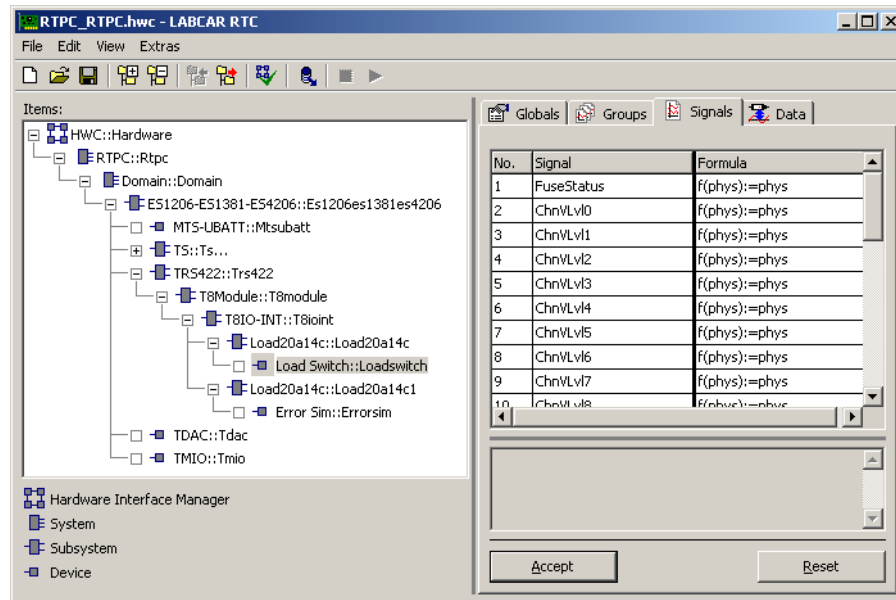 RTPC_RTPC.hwc - LABCAR RTC
File Edit View Extras
Items:
HWC::Hardware
RTPC::Rtpc
Domain::Domain
ES1206-ES1381-ES4206::Es1206es1381es4206
MTS-UBATT::Mtsubatt
TS::Ts...
TRS422::Trs422
T8Module::T8module
T8IO-INT::T8ioint
Load20a14c::Load20a14c
Load Switch::Loadswitch
Load20a14c::Load20a14c1
Error Sim::Errorsim
TDAC::Tdac
TMIO::Tmio
Hardware Interface Manager
System
Subsystem
Device
Globals Groups Signals Data
No. Signal Formula
1 FuseStatus f(phys):=phys
2 ChnVLvl0 f(phys):=phys
3 ChnVLvl1 f(phys):=phys
4 ChnVLvl2 f(phys):=phys
5 ChnVLvl3 f(phys):=phys
6 ChnVLvl4 f(phys):=phys
7 ChnVLvl5 f(phys):=phys
8 ChnVLvl6 f(phys):=phys
9 ChnVLvl7 f(phys):=phys
10 ChnVLvl8 f(phys):=phys
Accept Reset